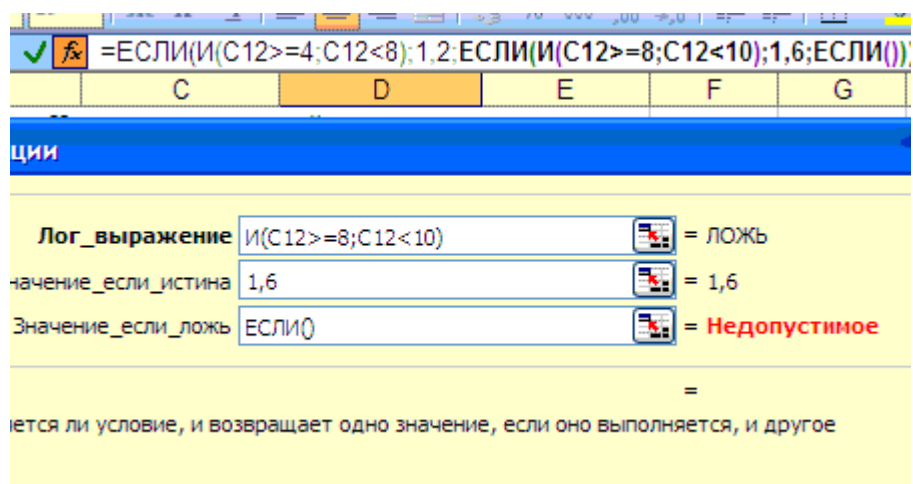 =ЕСЛИ(И(C12>=4;C12<8);1,2;ЕСЛИ(И(C12>=8;C12<10);1,6;ЕСЛИ()))
C D E F G
ции
Лог_выражение И(C12>=8;C12<10) = ЛОЖЬ
начение_если_истина 1,6 = 1,6
Значение_если_ложь ЕСЛИ() = Недопустимое
=
ется ли условие, и возвращает одно значение, если оно выполняется, и другое